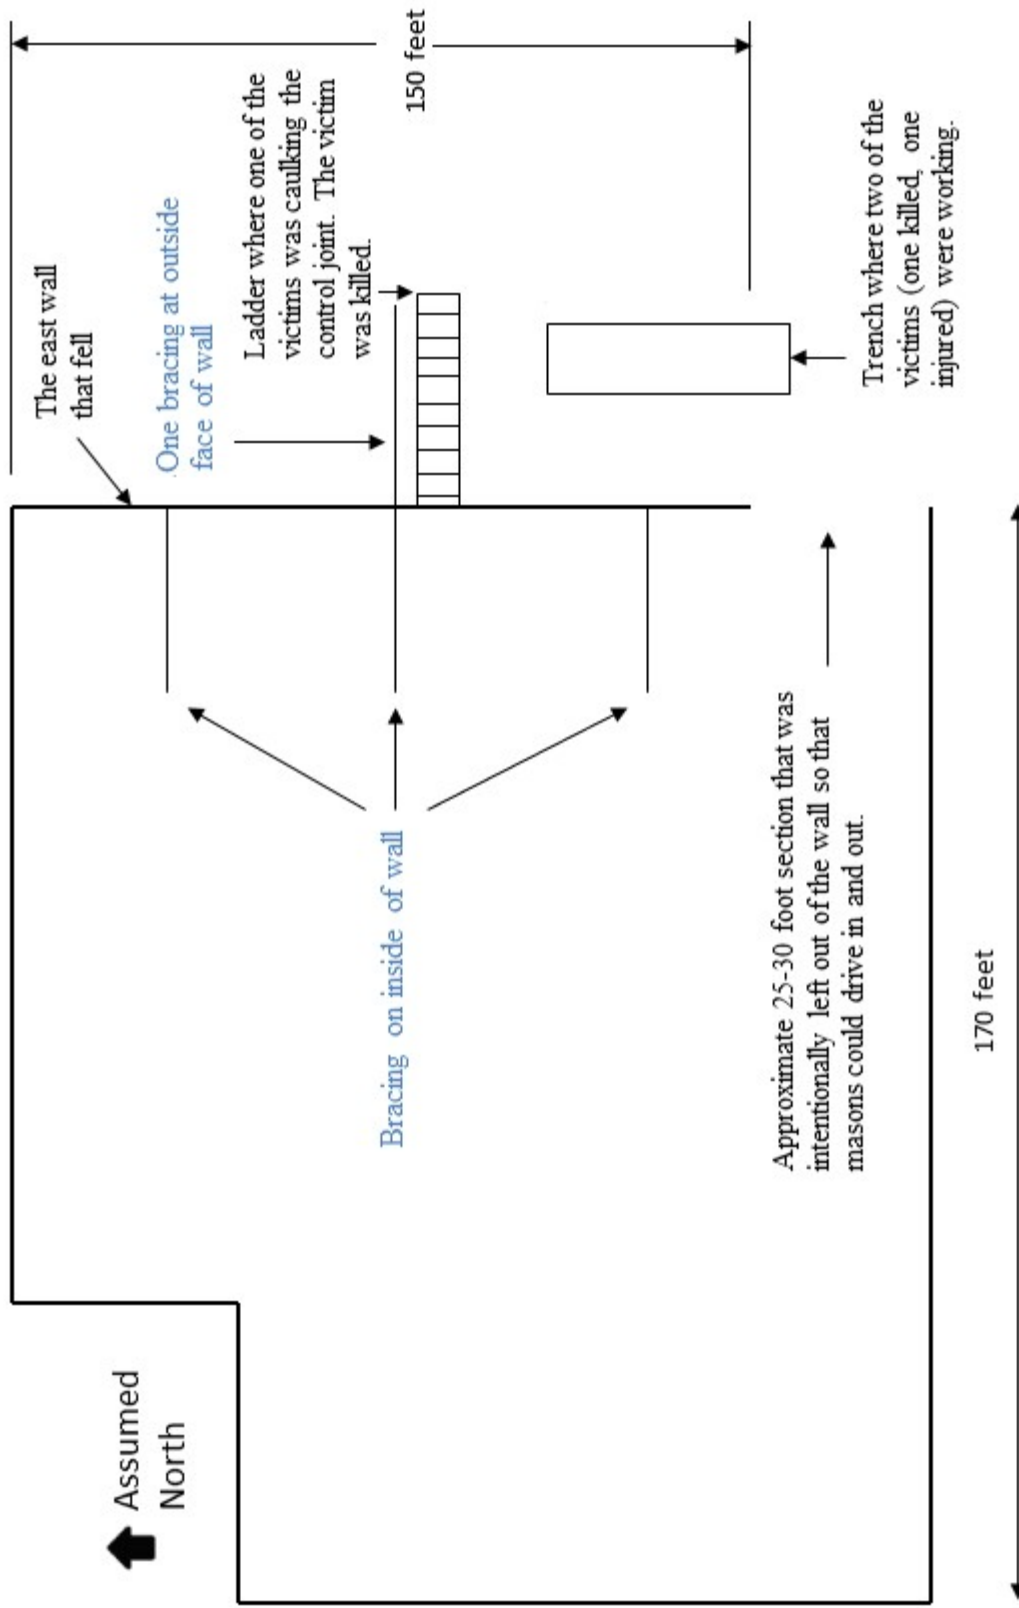 The east wall
that fell
.One bracing at outside
face of wall
Ladder where one of the
victims was caulking the
control joint. The victim
was killed.
150 feet
Trench where two of the
victims (one killed, one
injured) were working.
Bracing on inside of wall
Approximate 25-30 foot section that was
intentionally left out of the wall so that
masons could drive in and out.
170 feet
Assumed
North